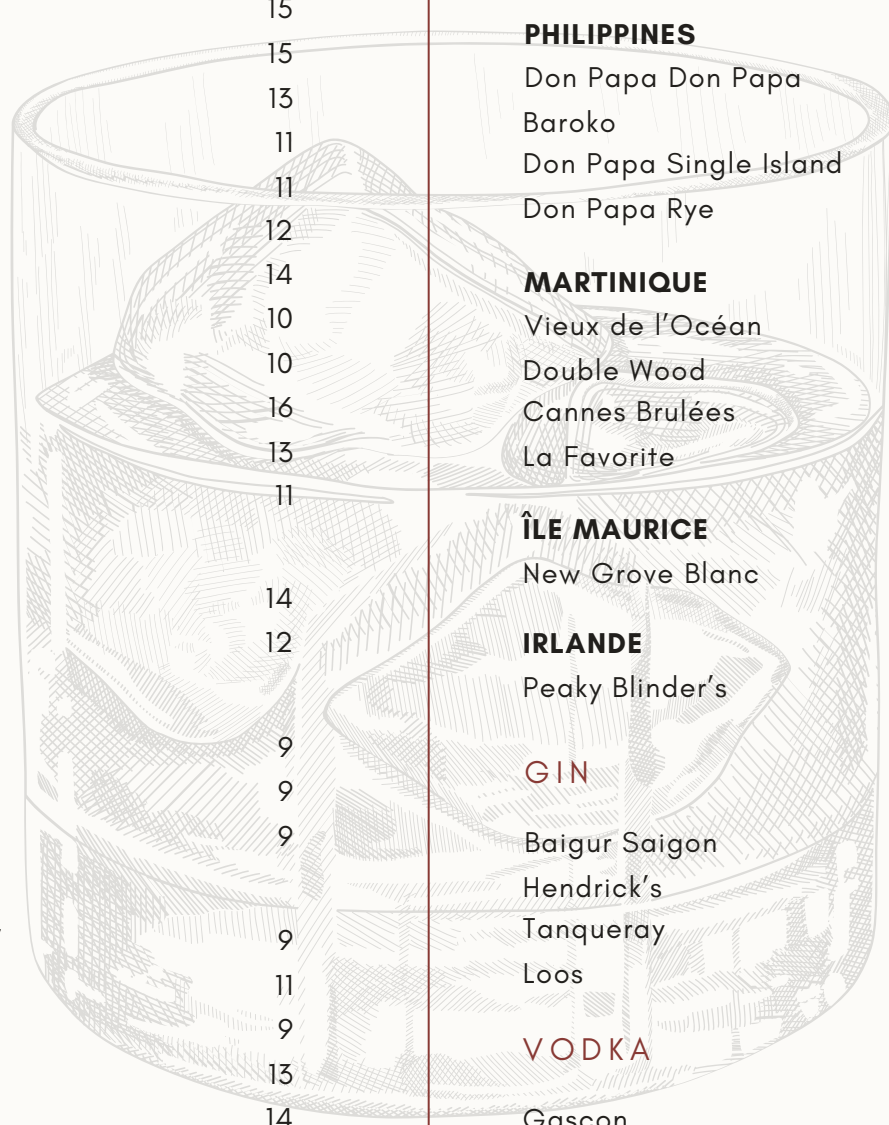 15
15
13
11
11
12
14
10
10
16
13
11
14
12
9
9
9
9
11
9
13
14
PHILIPPINES
Don Papa Don Papa
Baroko
Don Papa Single Island
Don Papa Rye
MARTINIQUE
Vieux de l’Océan
Double Wood
Cannes Brulées
La Favorite
ÎLE MAURICE
New Grove Blanc
IRLANDE
Peaky Blinder’s
GIN
Baigur Saigon
Hendrick’s
Tanqueray
Loos
VODKA
Gascon